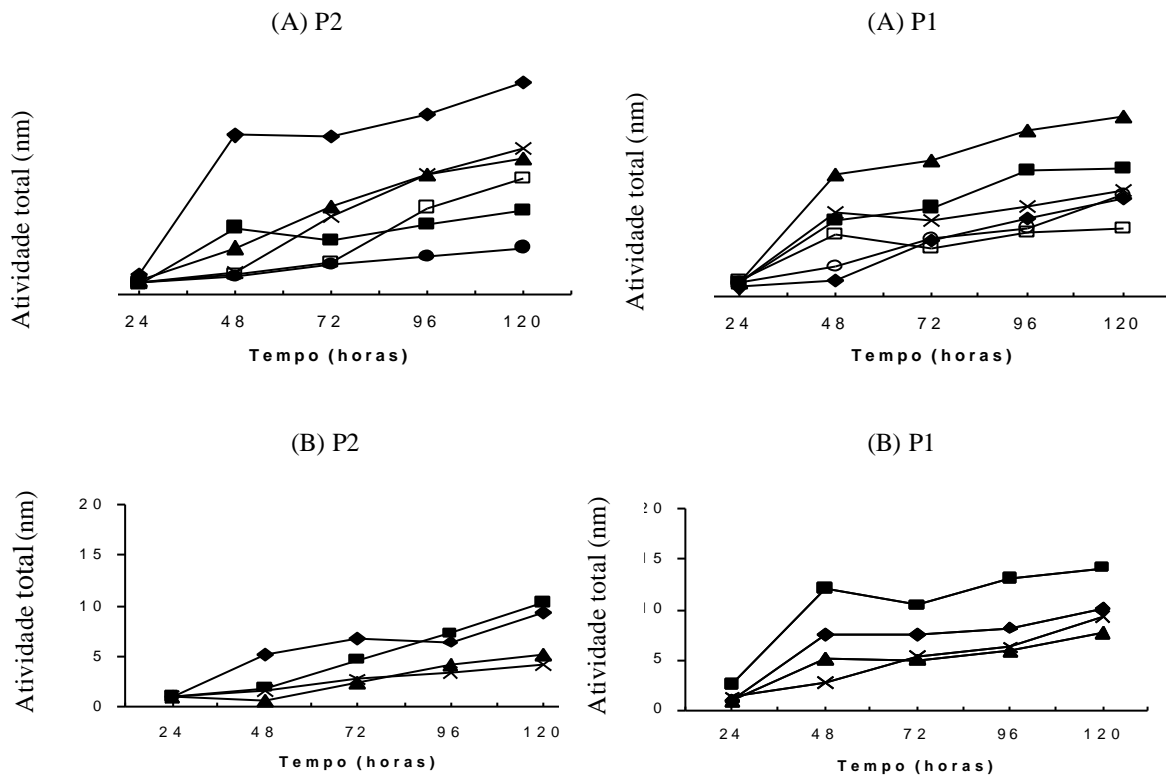 (A) P2
Atividade total (nm)
24 48 72 96 120
Tempo (horas)
(A) P1
Atividade total (nm)
24 48 72 96 120
Tempo (horas)
(B) P2
Atividade total (nm)
20
15
10
5
0
24 48 72 96 120
Tempo (horas)
(B) P1
Atividade total (nm)
20
15
10
5
0
24 48 72 96 120
Tempo (horas)